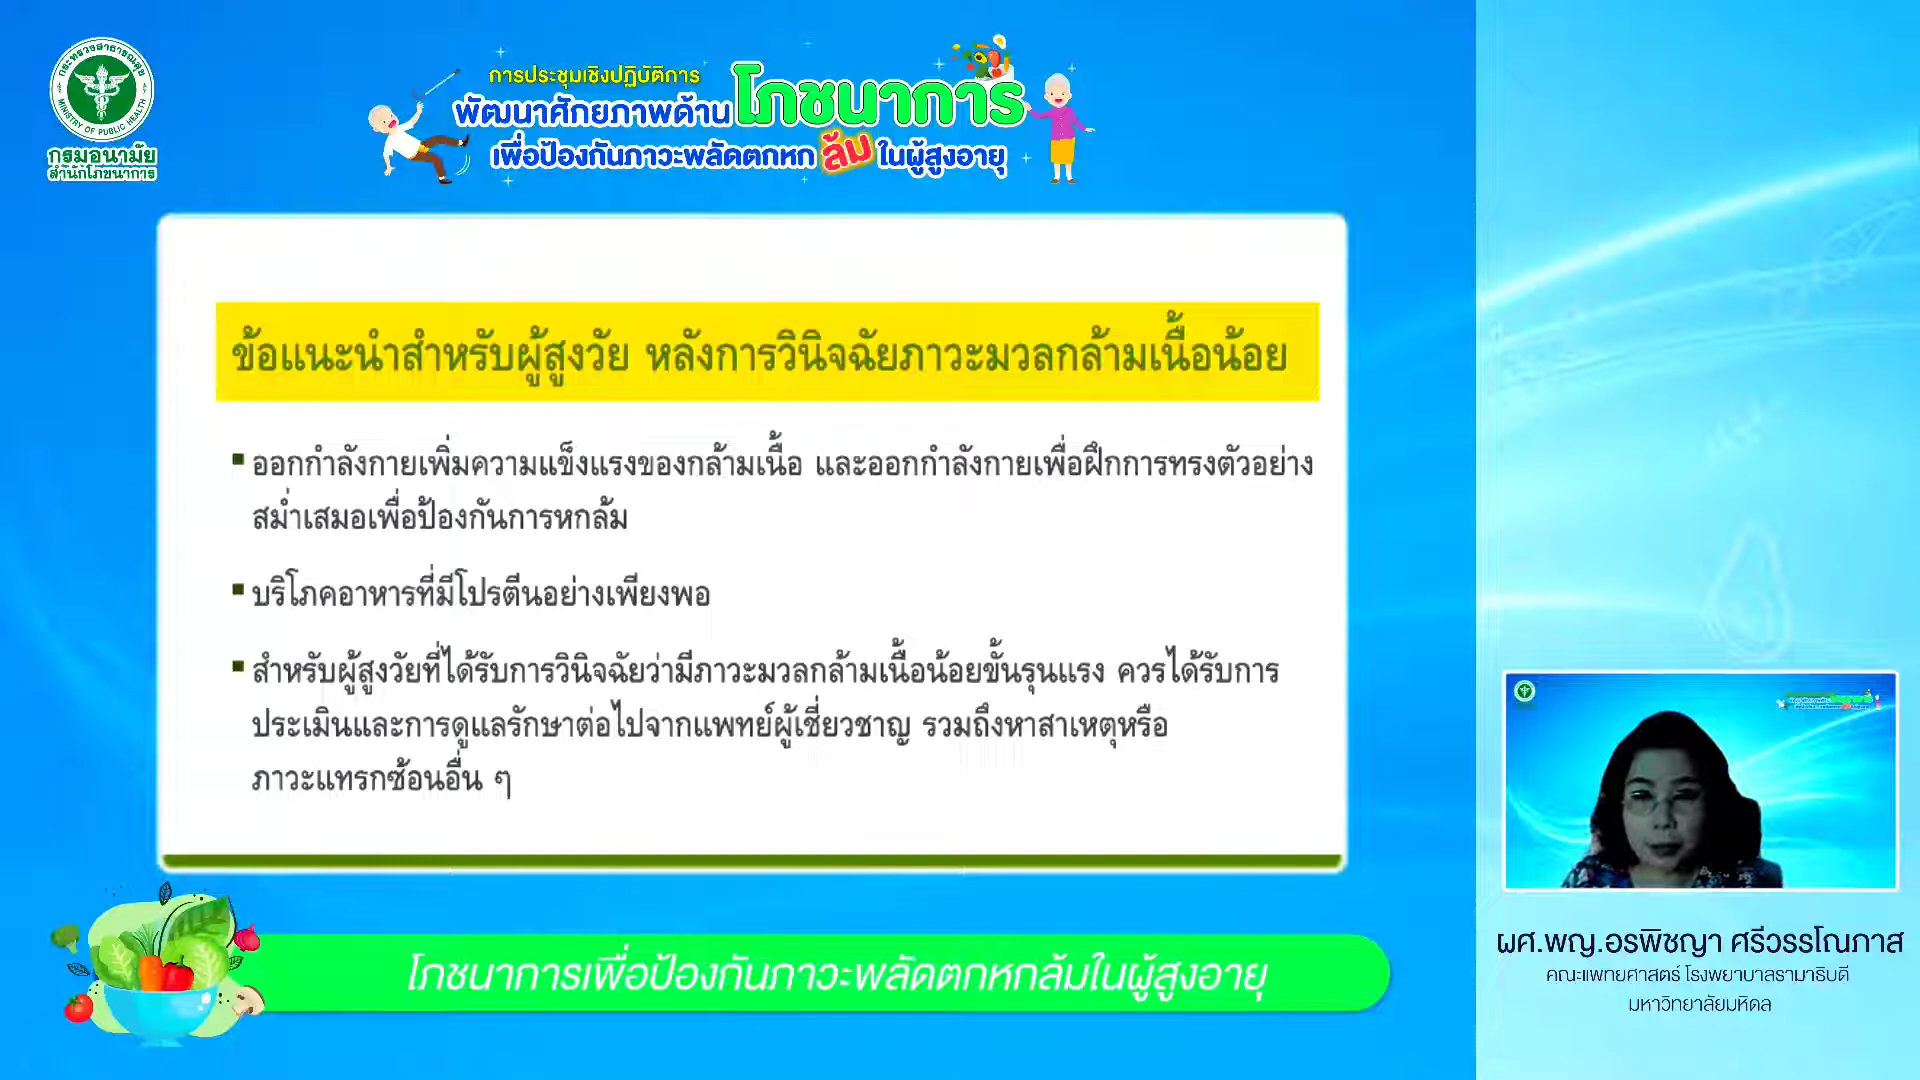 กระทรวงสาธารณสุข
MINISTRY OF PUBLIC HEALTH
กรมอนามัย
สำนักโภชนาการ
การประชุมเชิงปฏิบัติการ
พัฒนาศักยภาพด้านโภชนาการ
เพื่อป้องกันภาวะพลัดตกหกล้มในผู้สูงอายุ
ข้อแนะนำสำหรับผู้สูงวัย หลังการวินิจฉัยภาวะมวลกล้ามเนื้อน้อย
▪ ออกกำลังกายเพิ่มความแข็งแรงของกล้ามเนื้อ และออกกำลังกายเพื่อฝึกการทรงตัวอย่าง
สม่ำเสมอเพื่อป้องกันการหกล้ม
▪ บริโภคอาหารที่มีโปรตีนอย่างเพียงพอ
▪ สำหรับผู้สูงวัยที่ได้รับการวินิจฉัยว่ามีภาวะมวลกล้ามเนื้อน้อยขั้นรุนแรง ควรได้รับการ
ประเมินและการดูแลรักษาต่อไปจากแพทย์ผู้เชี่ยวชาญ รวมถึงหาสาเหตุหรือ
ภาวะแทรกซ้อนอื่น ๆ
โภชนาการเพื่อป้องกันภาวะพลัดตกหกล้มในผู้สูงอายุ
ผศ.พญ.อรพิชญา ศรีวรรโณภาส
คณะแพทยศาสตร์ โรงพยาบาลรามาธิบดี
มหาวิทยาลัยมหิดล